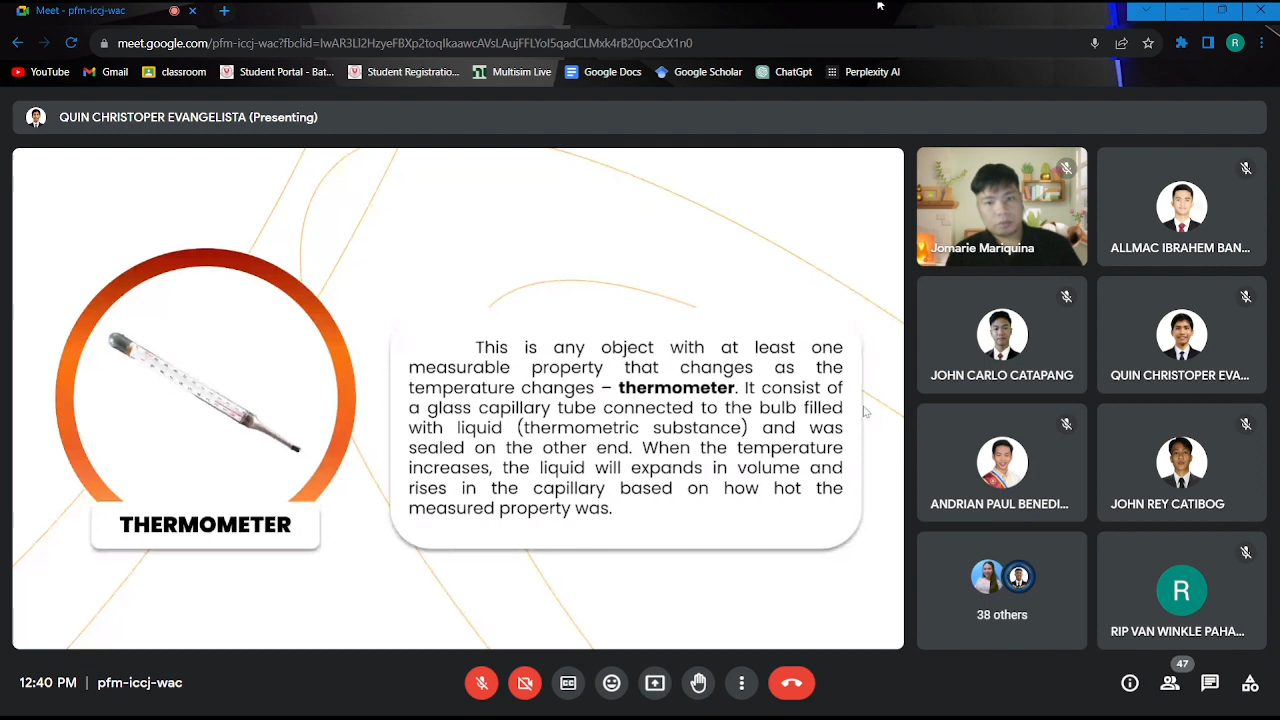 Meet - pfm-iccj-wac
meet.google.com/pfm-iccj-wac?fbclid=IwAR3Ll2HzyeFBXp2toqIkaawcAVsLAujFFLYoI5qadCLMxk4rB20pcQcX1n0
R
YouTube
Gmail
classroom
Student Portal - Bat...
Student Registratio...
Multisim Live
Google Docs
Google Scholar
ChatGpt
Perplexity AI
QUIN CHRISTOPER EVANGELISTA (Presenting)
This is any object with at least one
measurable property that changes as the
temperature changes – thermometer. It consist of
a glass capillary tube connected to the bulb filled
with liquid (thermometric substance) and was
sealed on the other end. When the temperature
increases, the liquid will expands in volume and
rises in the capillary based on how hot the
measured property was.
THERMOMETER
Jomarie Mariquina
ALLMAC IBRAHEM BAN...
JOHN CARLO CATAPANG
QUIN CHRISTOPER EVA...
ANDRIAN PAUL BENEDI...
JOHN REY CATIBOG
38 others
R
RIP VAN WINKLE PAHA...
12:40 PM | pfm-iccj-wac
47